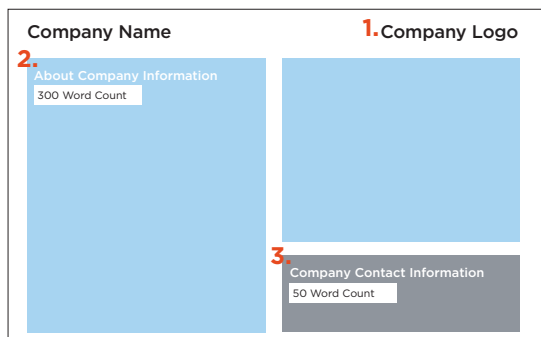 Company Name
1. Company Logo
2.
About Company Information
300 Word Count
3.
Company Contact Information
50 Word Count